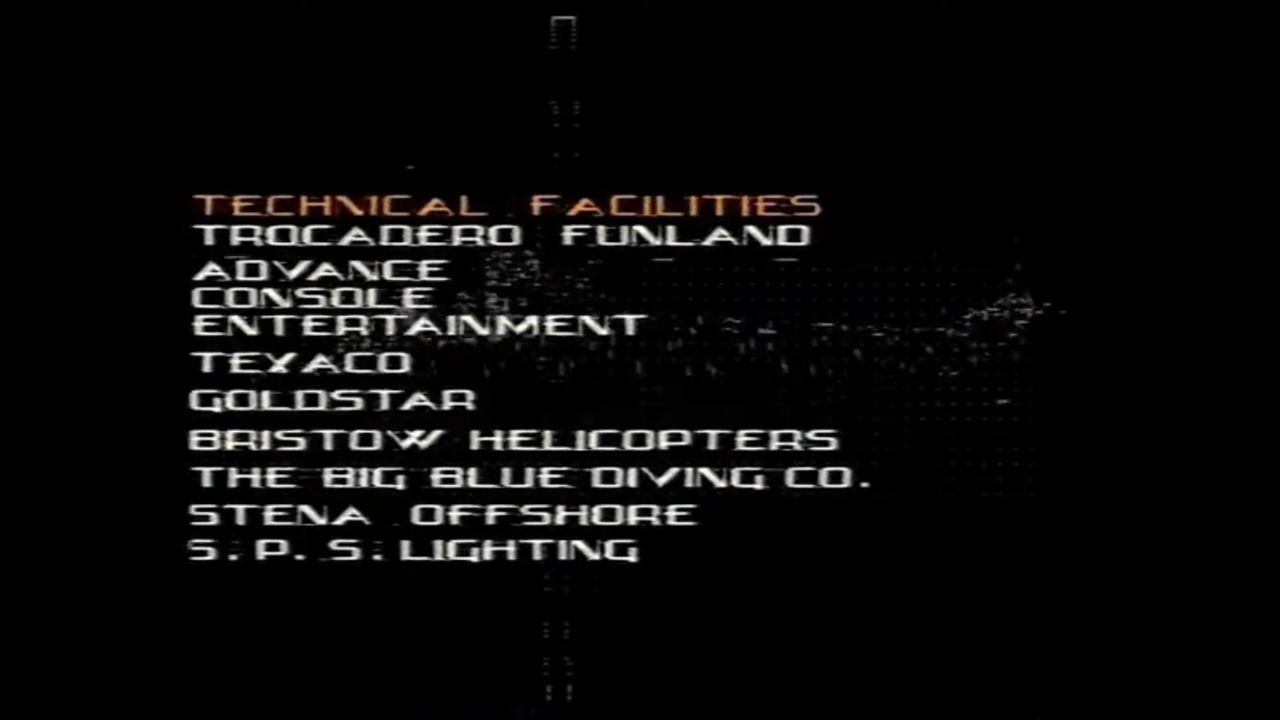 TECHNICAL FACILITIES
TROCADERO FUNLAND
ADVANCE
CONSOLE
ENTERTAINMENT
TEXACO
GOLDSTAR
BRISTOW HELICOPTERS
THE BIG BLUE DIVING CO.
STENA OFFSHORE
S.P.S.LIGHTING